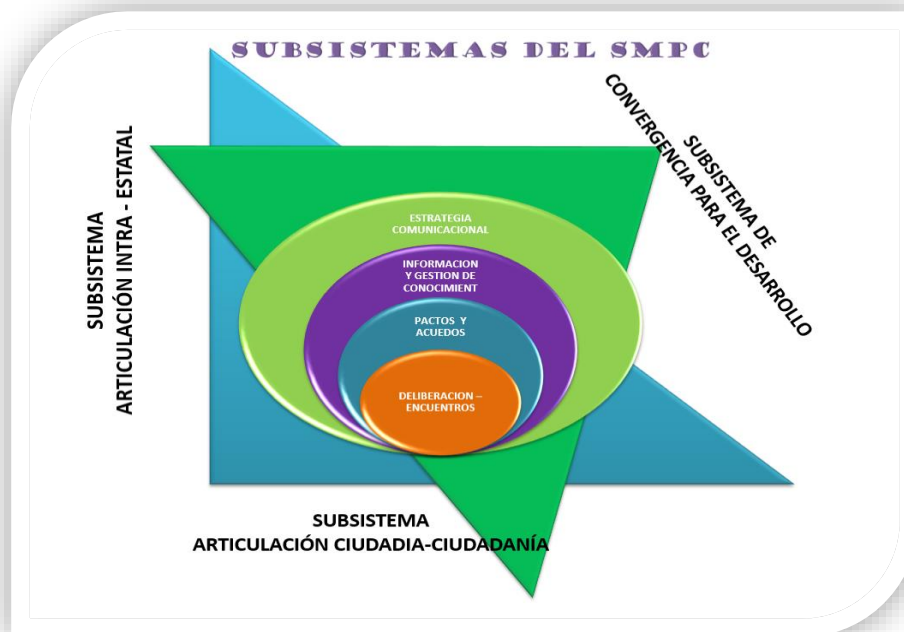 SUBSISTEMAS DEL SMPC
SUBSISTEMA
ARTICULACIÓN INTRA - ESTATAL
SUBSISTEMA DE
CONVERGENCIA PARA EL DESARROLLO
ESTRATEGIA
COMUNICACIONAL
INFORMACION
Y GESTION DE
CONOCIMIENT
PACTOS Y
ACUEDOS
DELIBERACION –
ENCUENTROS
SUBSISTEMA
ARTICULACIÓN CIUDADIA-CIUDADANÍA